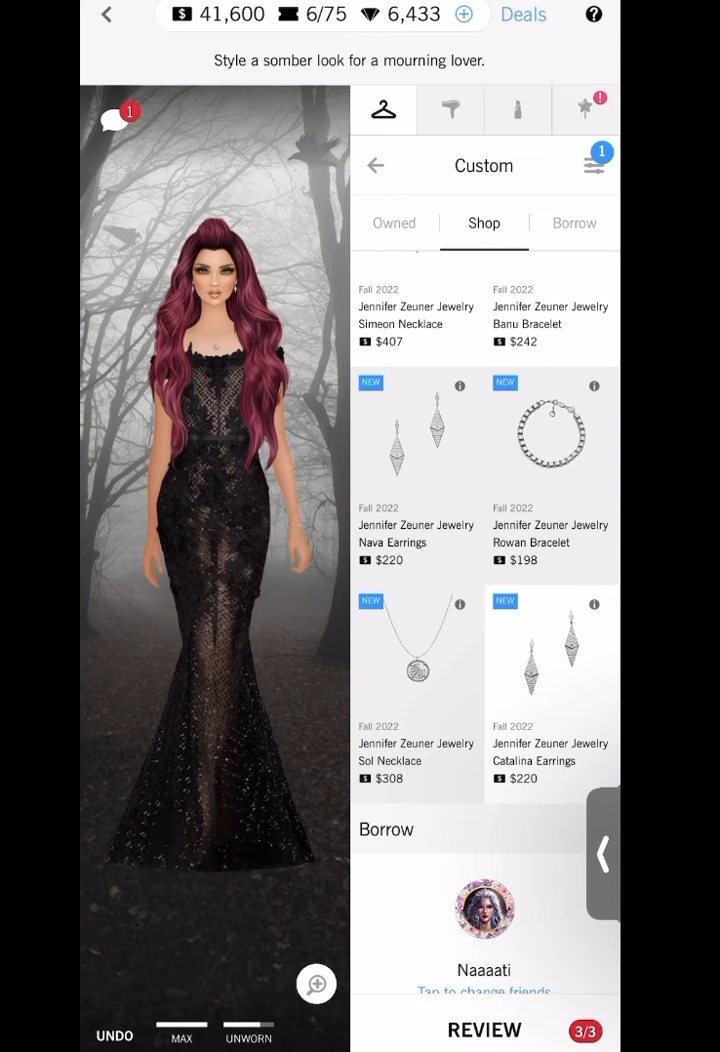 41,600 6/75 6,433 Deals ?
Style a somber look for a mourning lover.
1
!
Custom
1
Owned Shop Borrow
Fall 2022
Jennifer Zeuner Jewelry
Simeon Necklace
$ $407
Fall 2022
Jennifer Zeuner Jewelry
Banu Bracelet
$ $242
NEW
Fall 2022
Jennifer Zeuner Jewelry
Nava Earrings
$ $220
NEW
Fall 2022
Jennifer Zeuner Jewelry
Rowan Bracelet
$ $198
NEW
Fall 2022
Jennifer Zeuner Jewelry
Sol Necklace
$ $308
NEW
Fall 2022
Jennifer Zeuner Jewelry
Catalina Earrings
$ $220
Borrow
Naaaati
Tap to change friends
UNDO MAX UNWORN
REVIEW 3/3